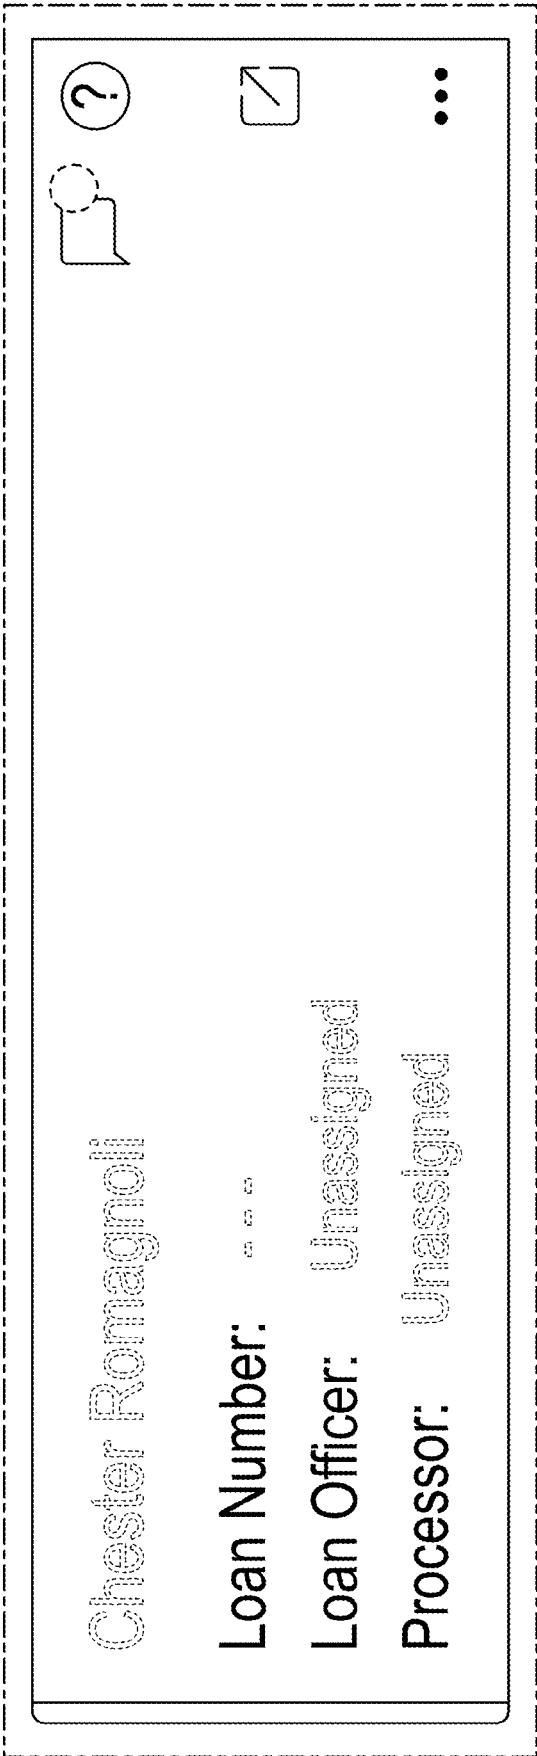 Chester Romagnoli
?
Loan Number: - - -
Loan Officer: Unassigned
Processor: Unassigned